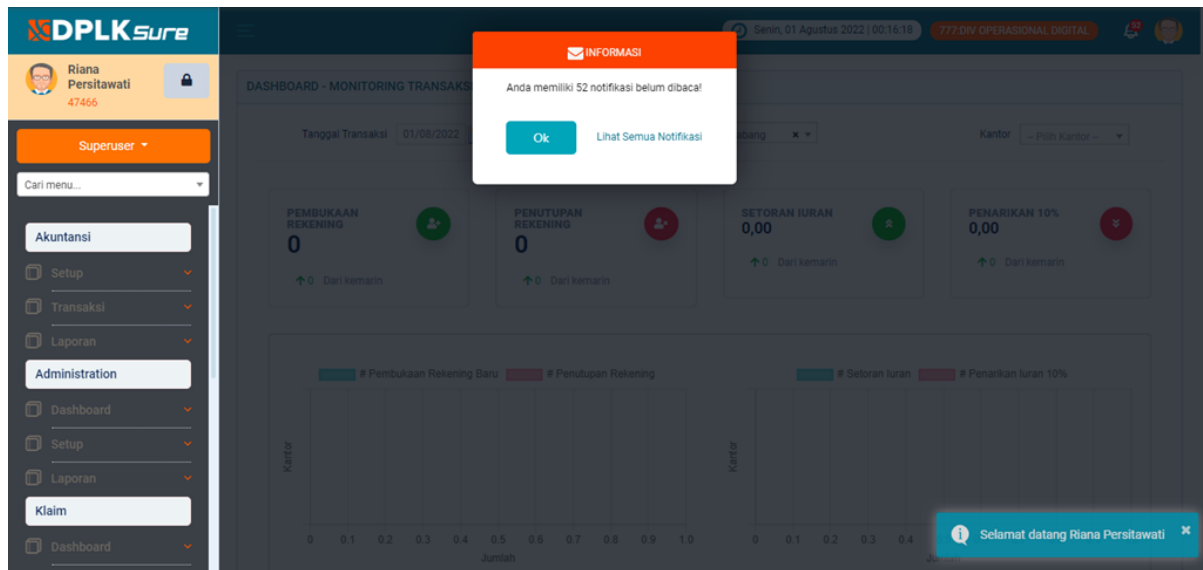 DPLKSure
Senin, 01 Agustus 2022 | 00:16:18
777:DIV OPERASIONAL DIGITAL
52
Riana
Persitawati
47466
Superuser
Cari menu...
Akuntansi
Setup
Transaksi
Laporan
Administration
Dashboard
Setup
Laporan
Klaim
Dashboard
INFORMASI
Anda memiliki 52 notifikasi belum dibaca!
Ok
Lihat Semua Notifikasi
DASHBOARD - MONITORING TRANSAKS
Tanggal Transaksi 01/08/2022
abang
Kantor -- Pilih Kantor --
PEMBUKAAN
REKENING
0
0 Dari kemarin
PENUTUPAN
REKENING
0
0 Dari kemarin
SETORAN IURAN
0,00
0 Dari kemarin
PENARIKAN 10%
0,00
0 Dari kemarin
# Pembukaan Rekening Baru # Penutupan Rekening
Kantor
0 0.1 0.2 0.3 0.4 0.5 0.6 0.7 0.8 0.9 1.0
Jumlah
# Setoran Iuran # Penarikan Iuran 10%
Kantor
0 0.1 0.2 0.3 0.4
Selamat datang Riana Persitawati